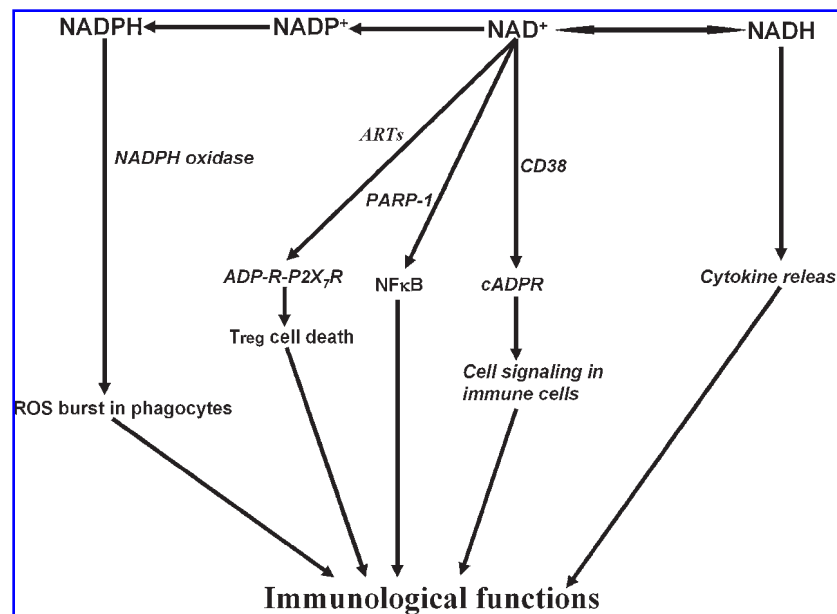 NADPH NADP⁺ NAD⁺ NADH
ARTs
NADPH oxidase
CD38
PARP-1
ADP-R-P2X₇R
NFκB
cADPR
Cytokine releas
Treg cell death
Cell signaling in
immune cells
ROS burst in phagocytes
Immunological functions